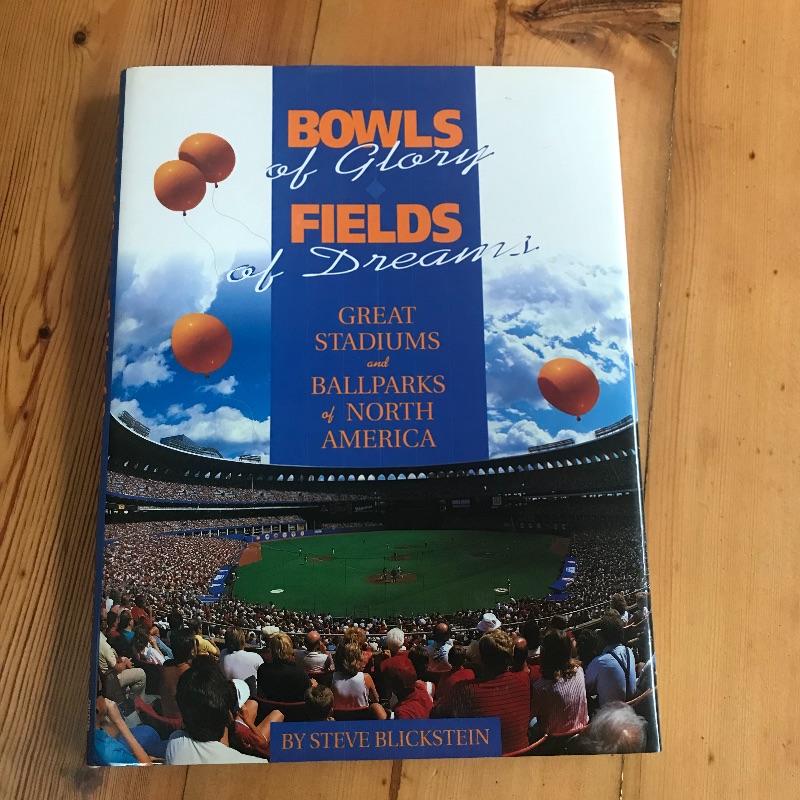 BOWLS
of Glory
FIELDS
of Dreams
GREAT
STADIUMS
and
BALLPARKS
of NORTH
AMERICA
BY STEVE BLICKSTEIN